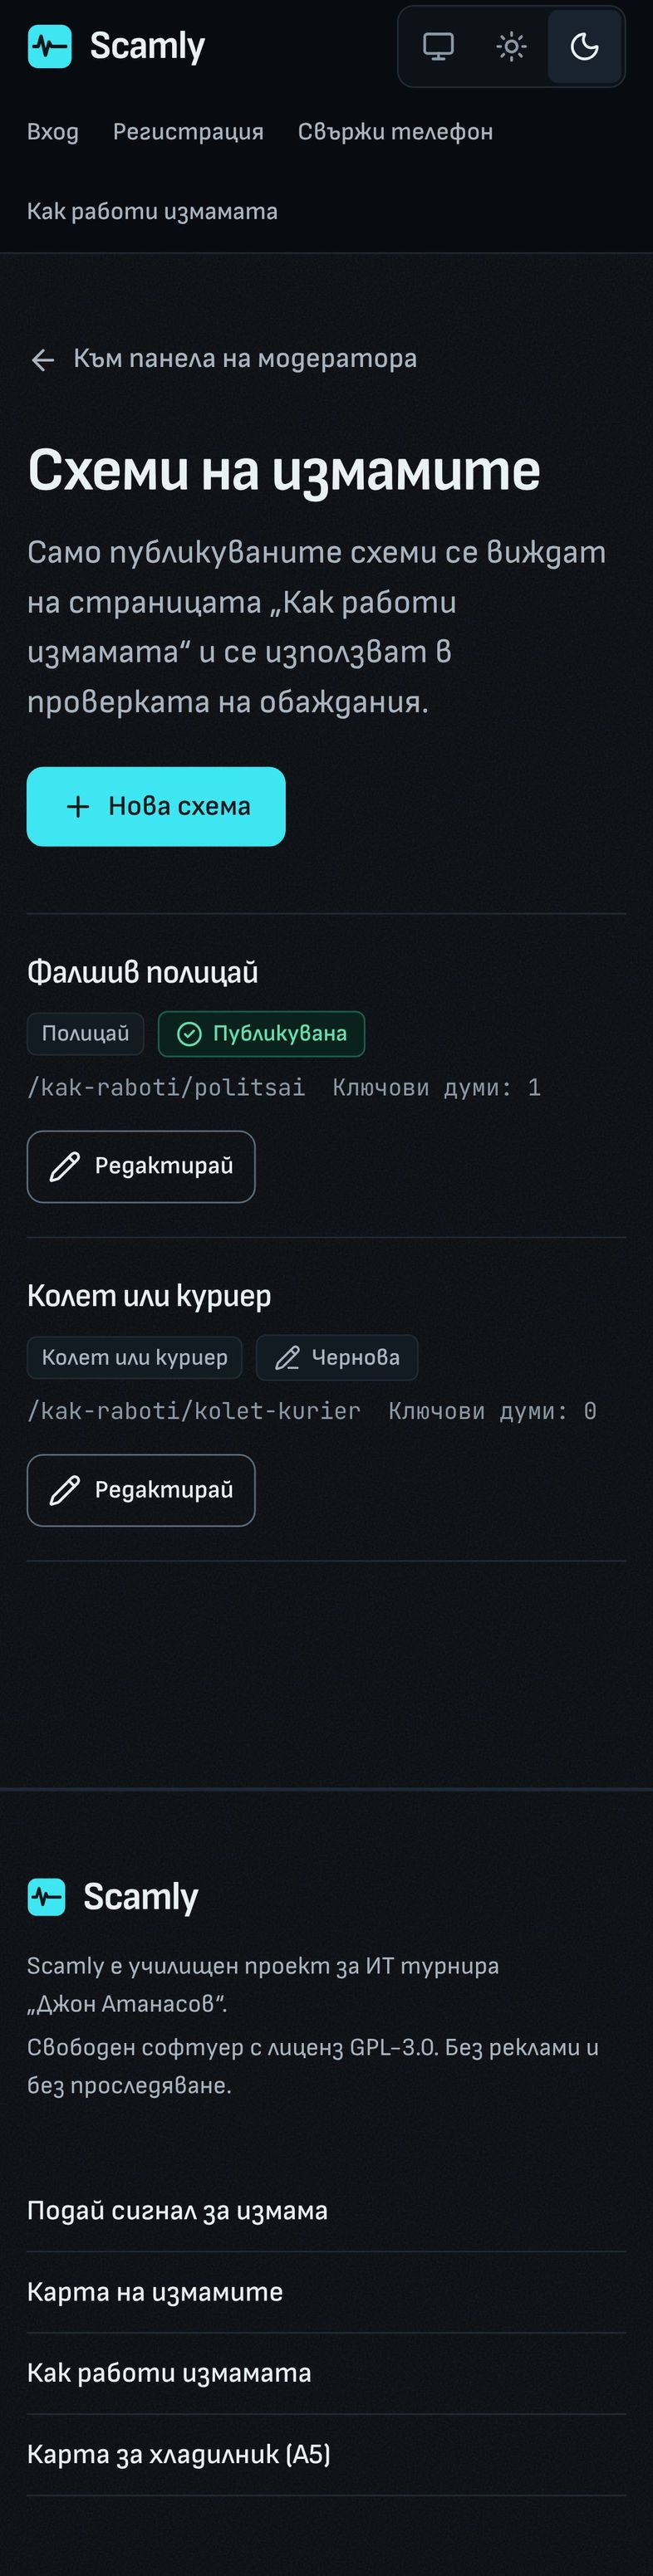 Scamly
Вход Регистрация Свържи телефон
Как работи измамата
Към панела на модератора
Схеми на измамите
Само публикуваните схеми се виждат
на страницата „Как работи
измамата“ и се използват в
проверката на обаждания.
Нова схема
Фалшив полицай
Полицай Публикувана
/kak-raboti/politsai Ключови думи: 1
Редактирай
Колет или куриер
Колет или куриер Чернова
/kak-raboti/kolet-kurier Ключови думи: 0
Редактирай
Scamly
Scamly е училищен проект за ИТ турнира
„Джон Атанасов“.
Свободен софтуер с лиценз GPL-3.0. Без реклами и
без проследяване.
Подай сигнал за измама
Карта на измамите
Как работи измамата
Карта за хладилник (А5)